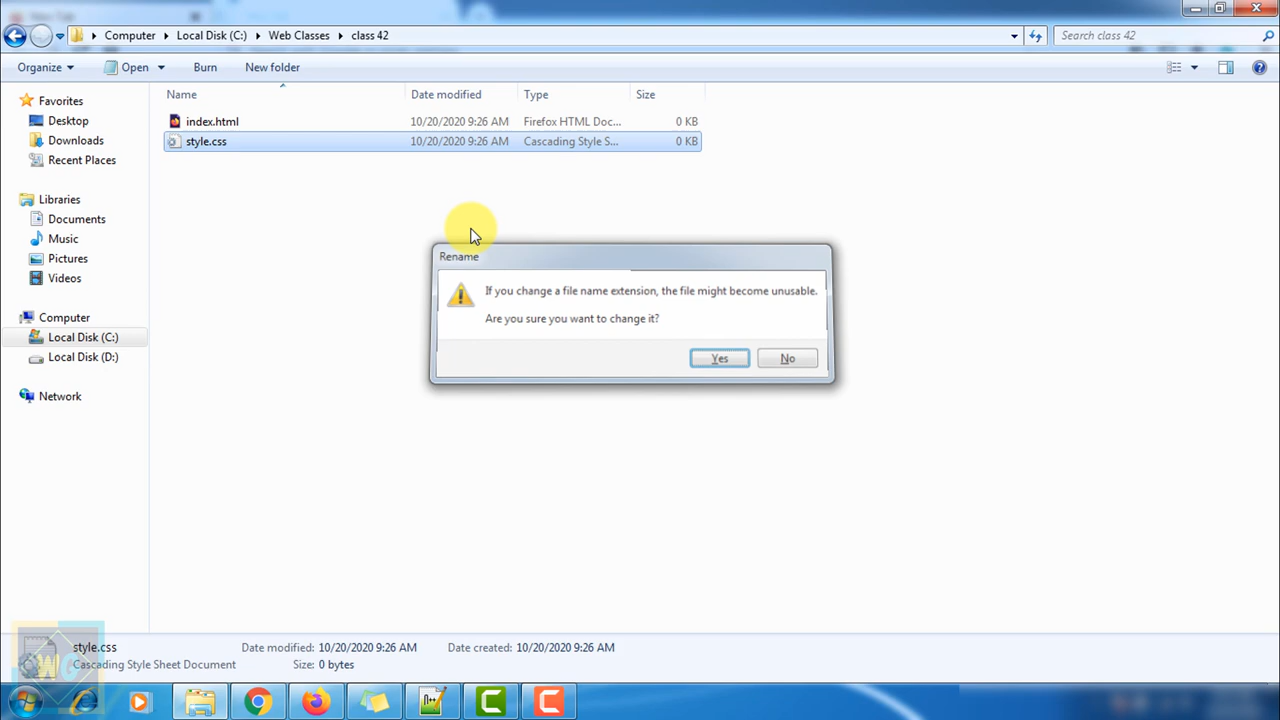 Computer Local Disk (C:) Web Classes class 42 Search class 42
Organize Open Burn New folder
Name Date modified Type Size
index.html 10/20/2020 9:26 AM Firefox HTML Doc... 0 KB
style.css 10/20/2020 9:26 AM Cascading Style S... 0 KB
Favorites
Desktop
Downloads
Recent Places
Libraries
Documents
Music
Pictures
Videos
Computer
Local Disk (C:)
Local Disk (D:)
Network
Rename
If you change a file name extension, the file might become unusable.
Are you sure you want to change it?
Yes No
style.css Date modified: 10/20/2020 9:26 AM Date created: 10/20/2020 9:26 AM
Cascading Style Sheet Document Size: 0 bytes
WG